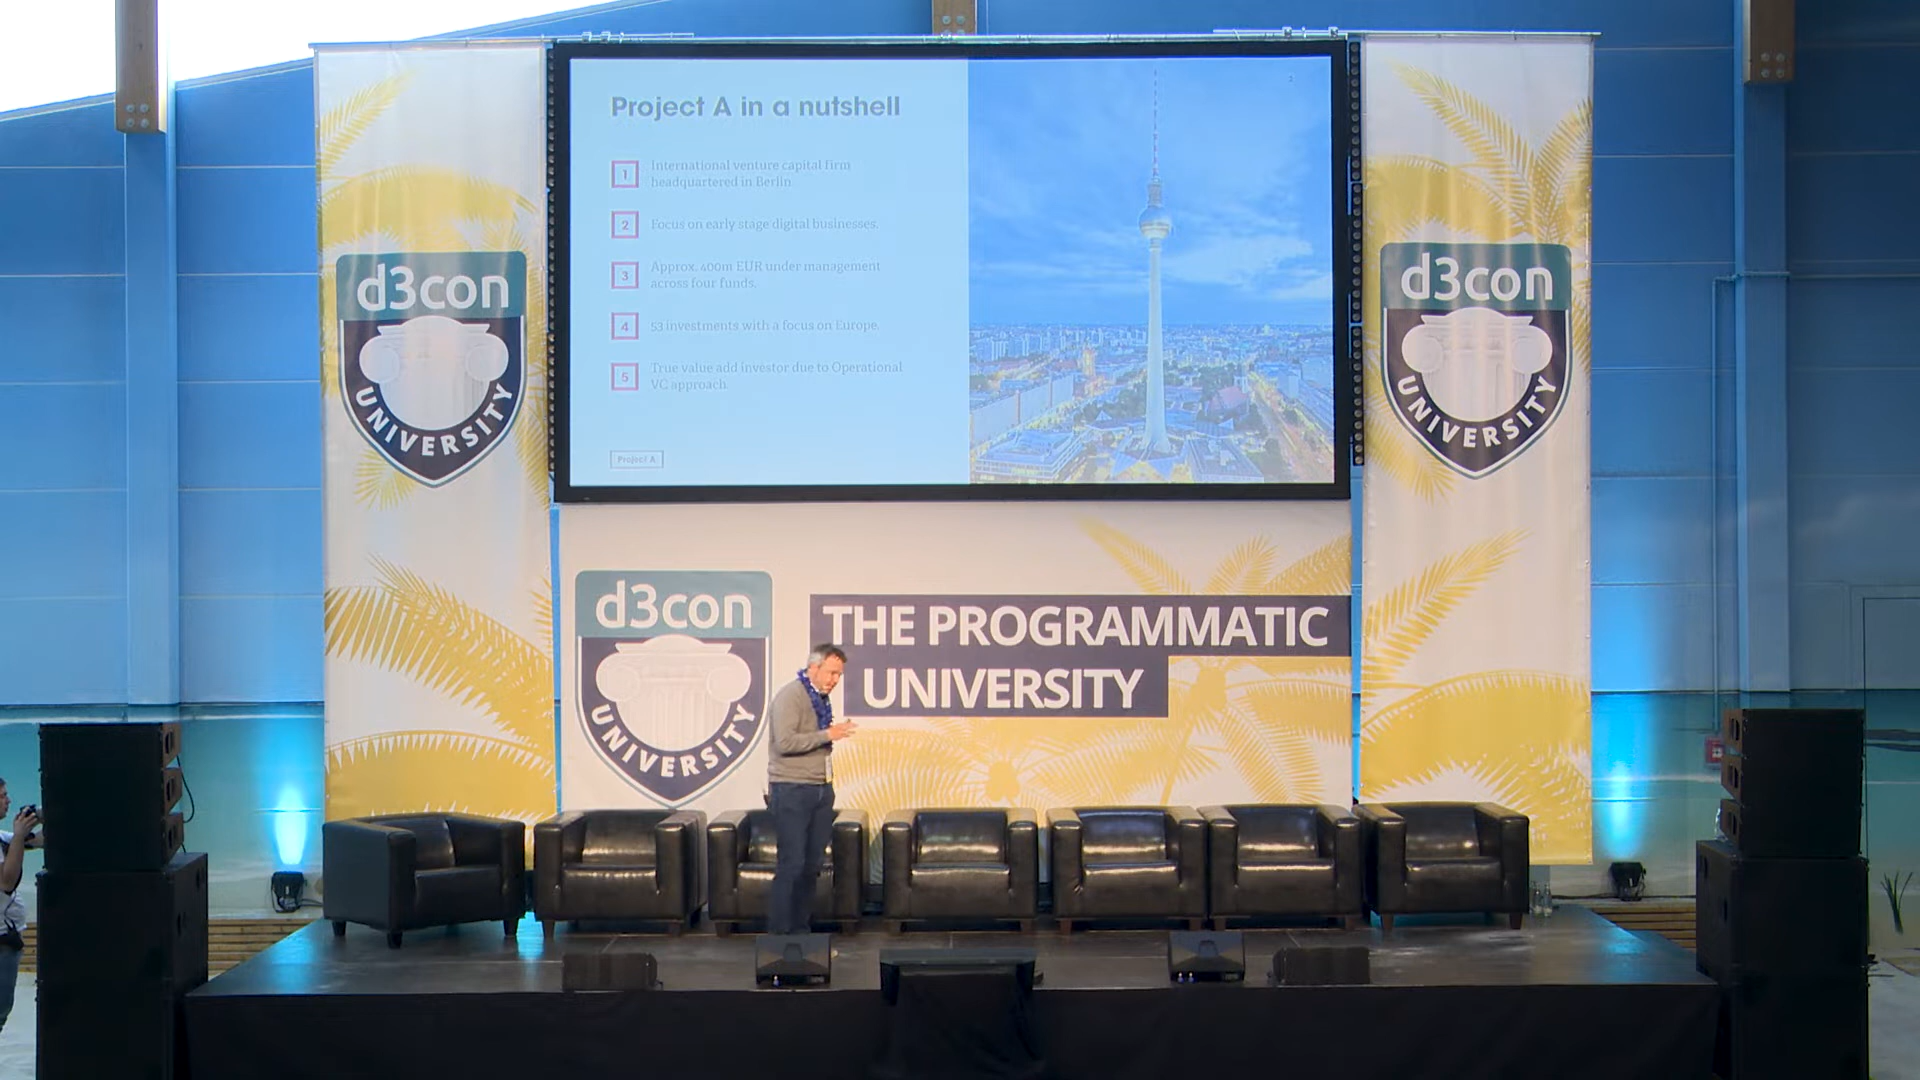 Project A in a nutshell
1 International venture capital firm
headquartered in Berlin.
2 Focus on early stage digital businesses.
3 Approx. 400m EUR under management
across four funds.
4 53 investments with a focus on Europe.
5 True value add investor due to Operational
VC approach.
Project A
2
d3con
UNIVERSITY
d3con
UNIVERSITY
d3con
UNIVERSITY
THE PROGRAMMATIC
UNIVERSITY